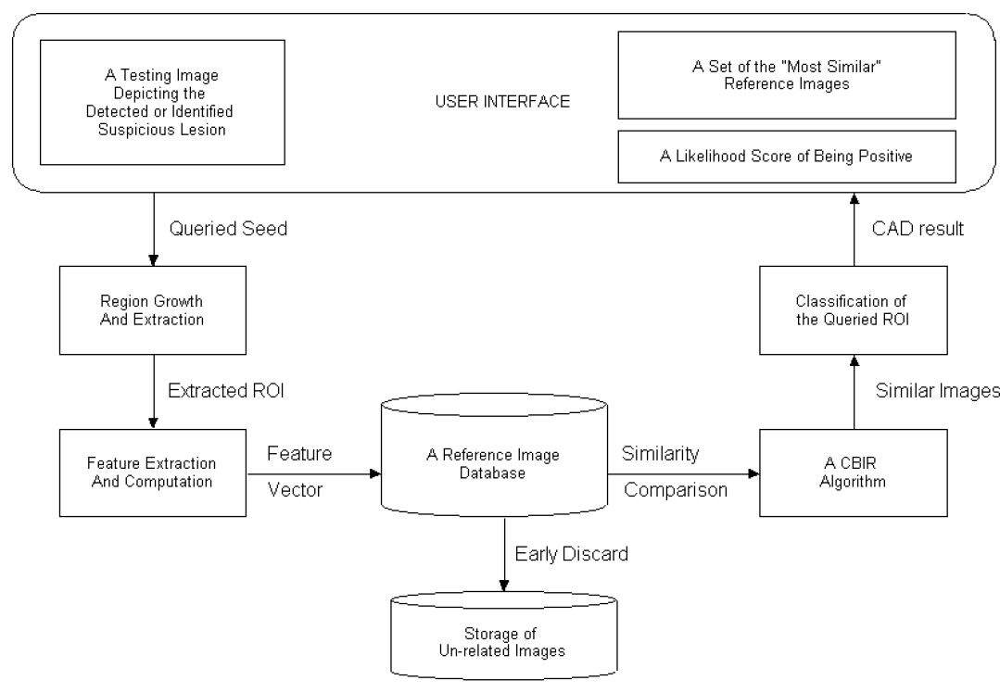 A Testing Image
Depicting the
Detected or Identified
Suspicious Lesion
USER INTERFACE
A Set of the "Most Similar"
Reference Images
A Likelihood Score of Being Positive
Queried Seed
CAD result
Region Growth
And Extraction
Classification of
the Queried ROI
Extracted ROI
Similar Images
Feature Extraction
And Computation
Feature
Vector
A Reference Image
Database
Similarity
Comparison
A CBIR
Algorithm
Early Discard
Storage of
Un-related Images